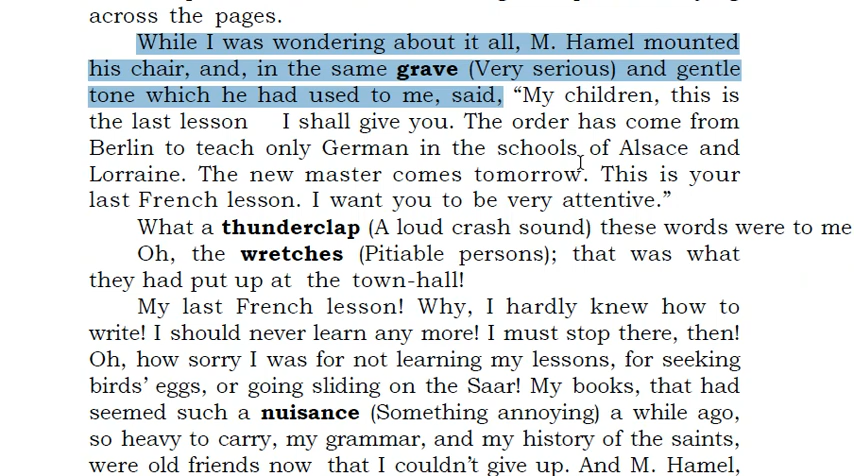 across the pages.
While I was wondering about it all, M. Hamel mounted
his chair, and, in the same grave (Very serious) and gentle
tone which he had used to me, said, “My children, this is
the last lesson I shall give you. The order has come from
Berlin to teach only German in the schools of Alsace and
Lorraine. The new master comes tomorrow. This is your
last French lesson. I want you to be very attentive.”
What a thunderclap (A loud crash sound) these words were to me
Oh, the wretches (Pitiable persons); that was what
they had put up at the town-hall!
My last French lesson! Why, I hardly knew how to
write! I should never learn any more! I must stop there, then!
Oh, how sorry I was for not learning my lessons, for seeking
birds’ eggs, or going sliding on the Saar! My books, that had
seemed such a nuisance (Something annoying) a while ago,
so heavy to carry, my grammar, and my history of the saints,
were old friends now that I couldn’t give up. And M. Hamel,